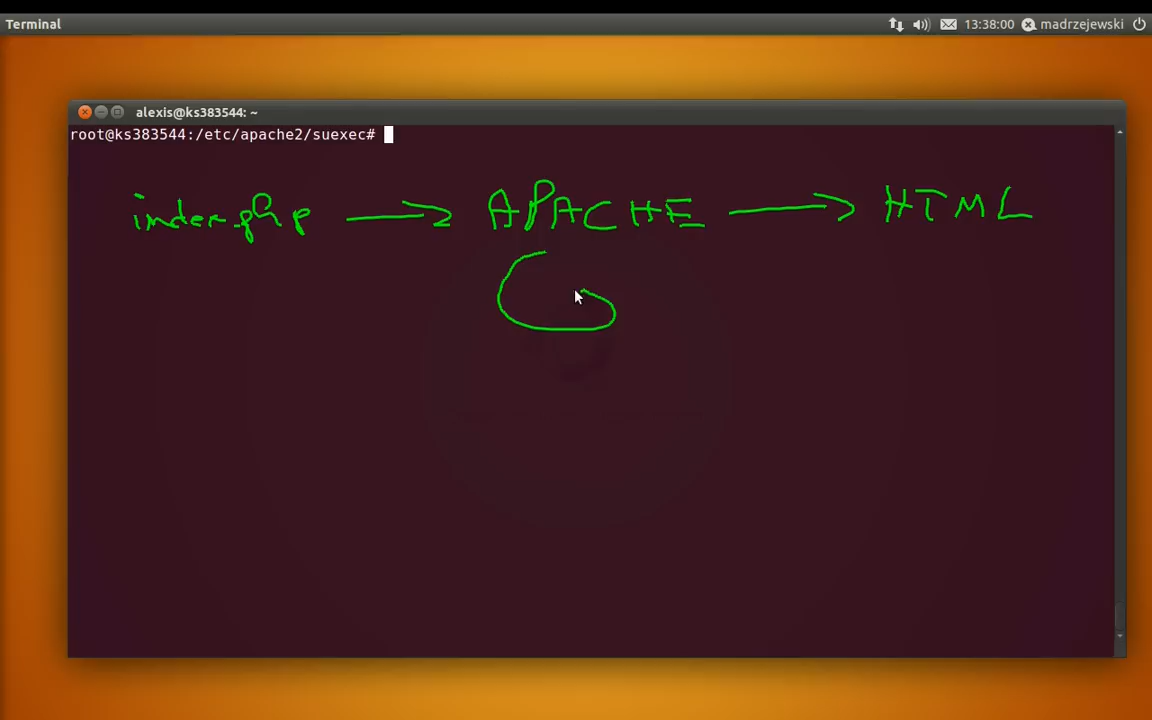 Terminal 13:38:00 madrzejewski
alexis@ks383544: ~
root@ks383544:/etc/apache2/suexec#
index.php → APACHE → HTML